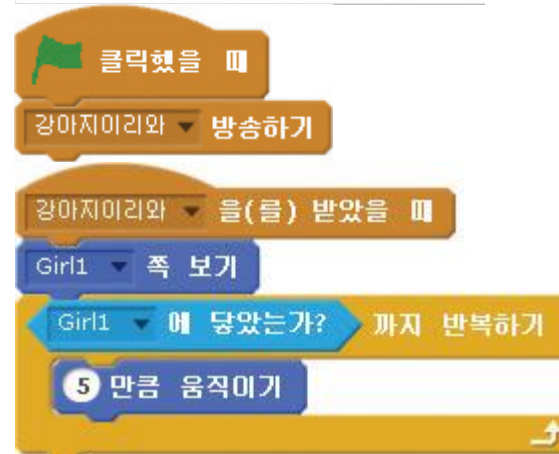 클릭했을 때
강아지이리와 방송하기
강아지이리와 을(를) 받았을 때
Girl1 쪽 보기
Girl1 에 닿았는가? 까지 반복하기
5 만큼 움직이기